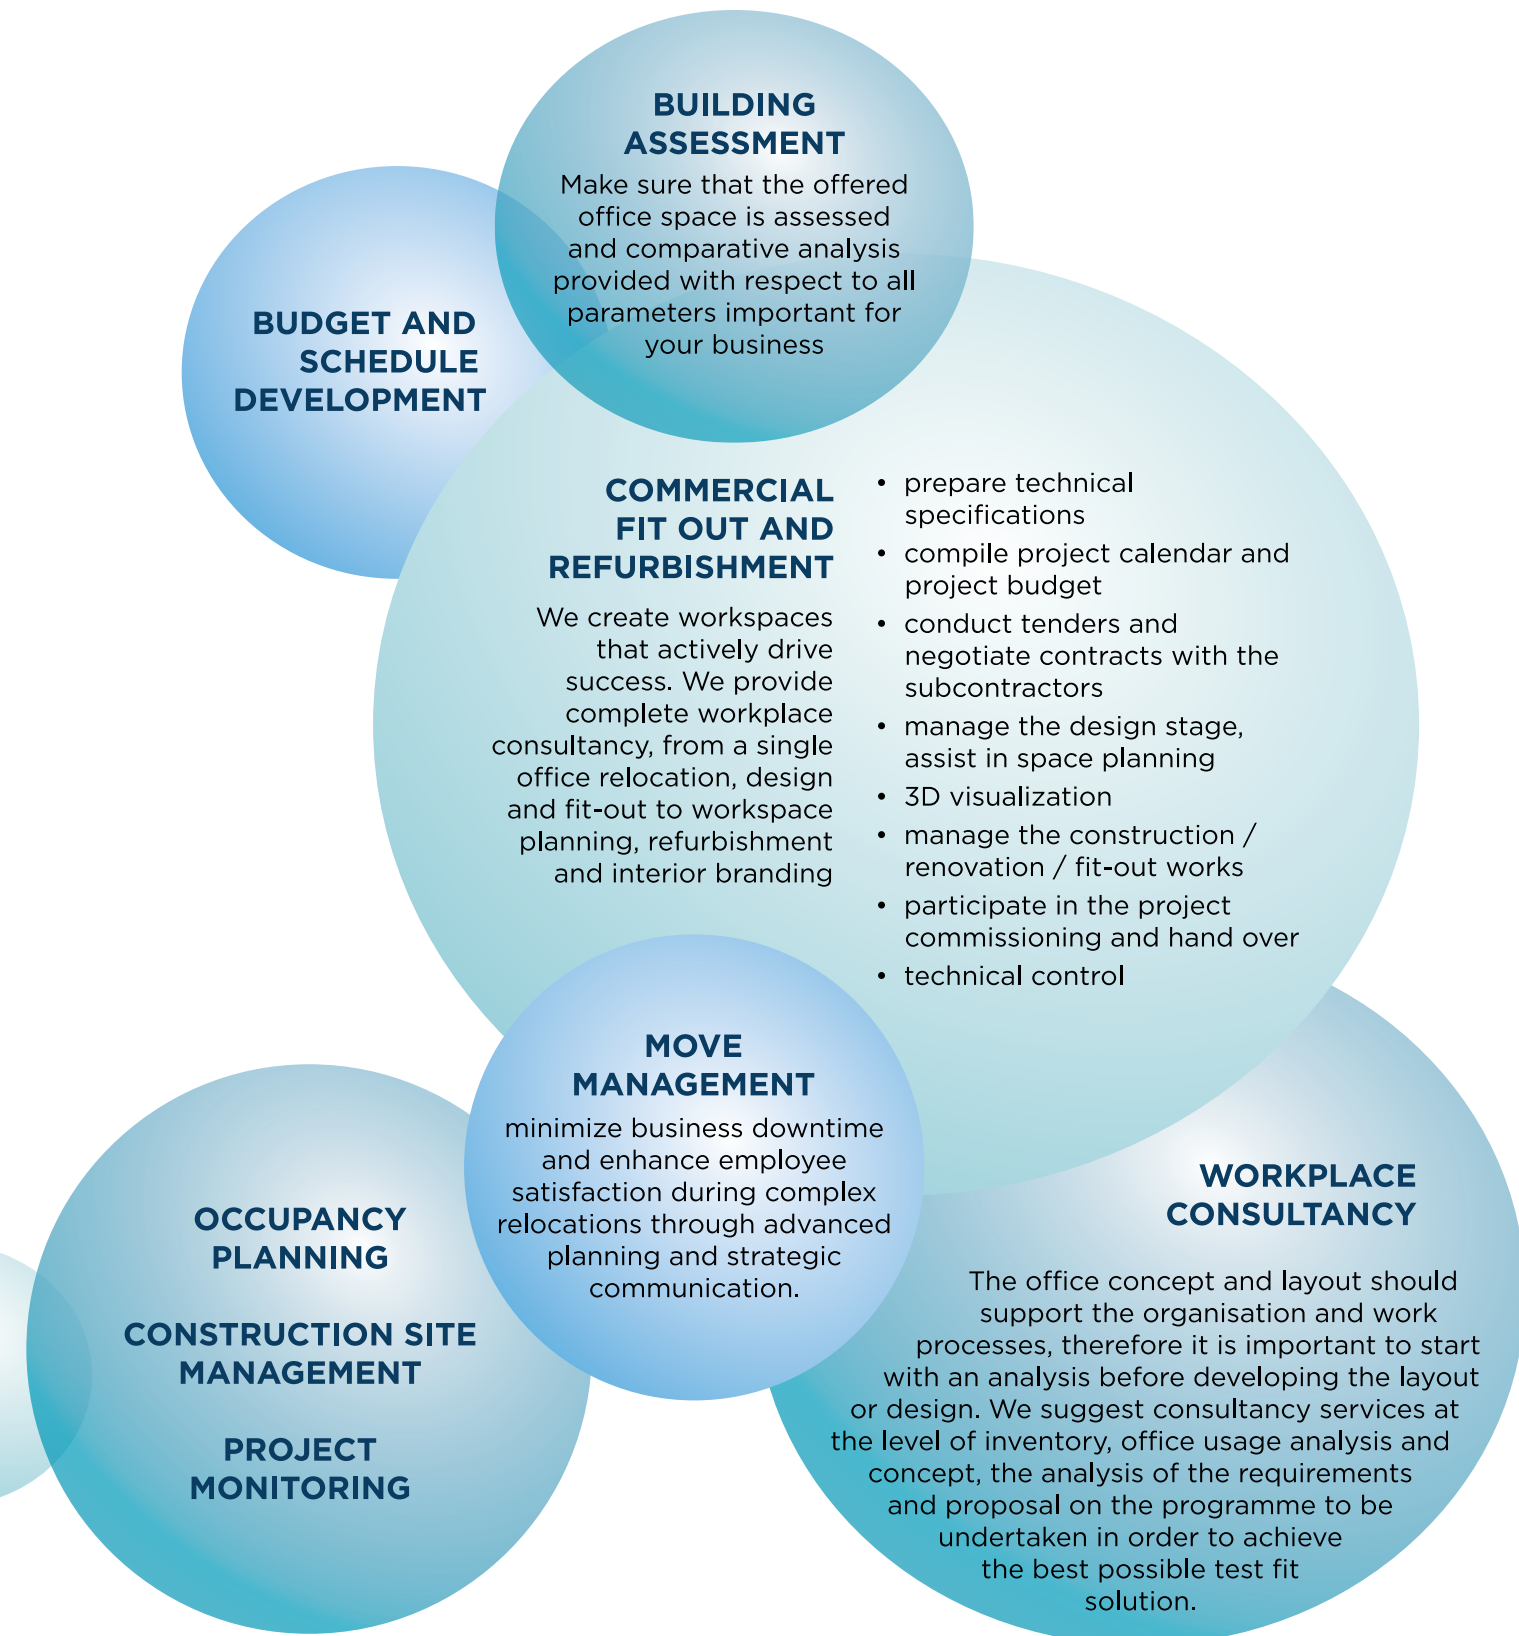 BUILDING
ASSESSMENT
Make sure that the offered
office space is assessed
and comparative analysis
provided with respect to all
parameters important for
your business
BUDGET AND
SCHEDULE
DEVELOPMENT
COMMERCIAL
FIT OUT AND
REFURBISHMENT
We create workspaces
that actively drive
success. We provide
complete workplace
consultancy, from a single
office relocation, design
and fit-out to workspace
planning, refurbishment
and interior branding
• prepare technical
specifications
• compile project calendar and
project budget
• conduct tenders and
negotiate contracts with the
subcontractors
• manage the design stage,
assist in space planning
• 3D visualization
• manage the construction /
renovation / fit-out works
• participate in the project
commissioning and hand over
• technical control
MOVE
MANAGEMENT
minimize business downtime
and enhance employee
satisfaction during complex
relocations through advanced
planning and strategic
communication.
OCCUPANCY
PLANNING
CONSTRUCTION SITE
MANAGEMENT
PROJECT
MONITORING
WORKPLACE
CONSULTANCY
The office concept and layout should
support the organisation and work
processes, therefore it is important to start
with an analysis before developing the layout
or design. We suggest consultancy services at
the level of inventory, office usage analysis and
concept, the analysis of the requirements
and proposal on the programme to be
undertaken in order to achieve
the best possible test fit
solution.